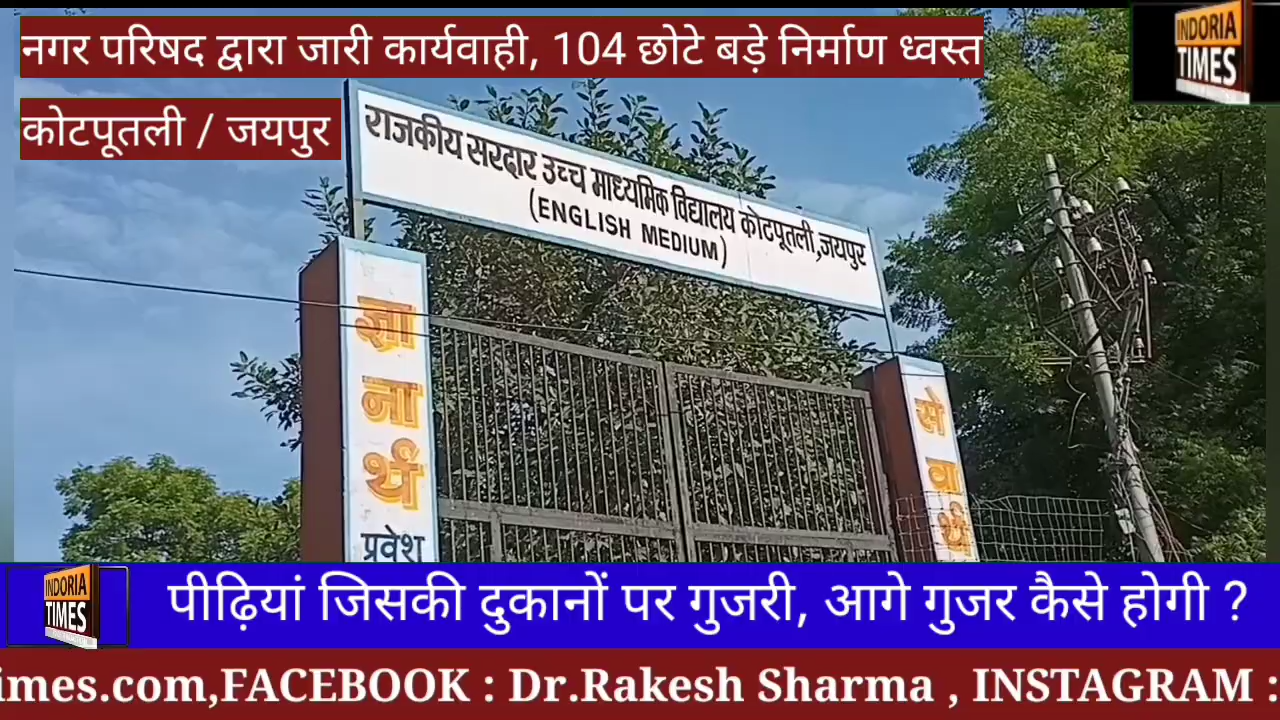 नगर परिषद द्वारा जारी कार्यवाही, 104 छोटे बड़े निर्माण ध्वस्त
INDORIA
TIMES
कोटपूतली / जयपुर
राजकीय सरदार उच्च माध्यमिक विद्यालय कोटपूतली,जयपुर
(ENGLISH MEDIUM)
ज्ञा
ना
र्थ
प्रवेश
से
वा
र्थ
INDORIA
TIMES
पीढ़ियां जिसकी दुकानों पर गुजरी, आगे गुजर कैसे होगी ?
imes.com,FACEBOOK : Dr.Rakesh Sharma , INSTAGRAM :